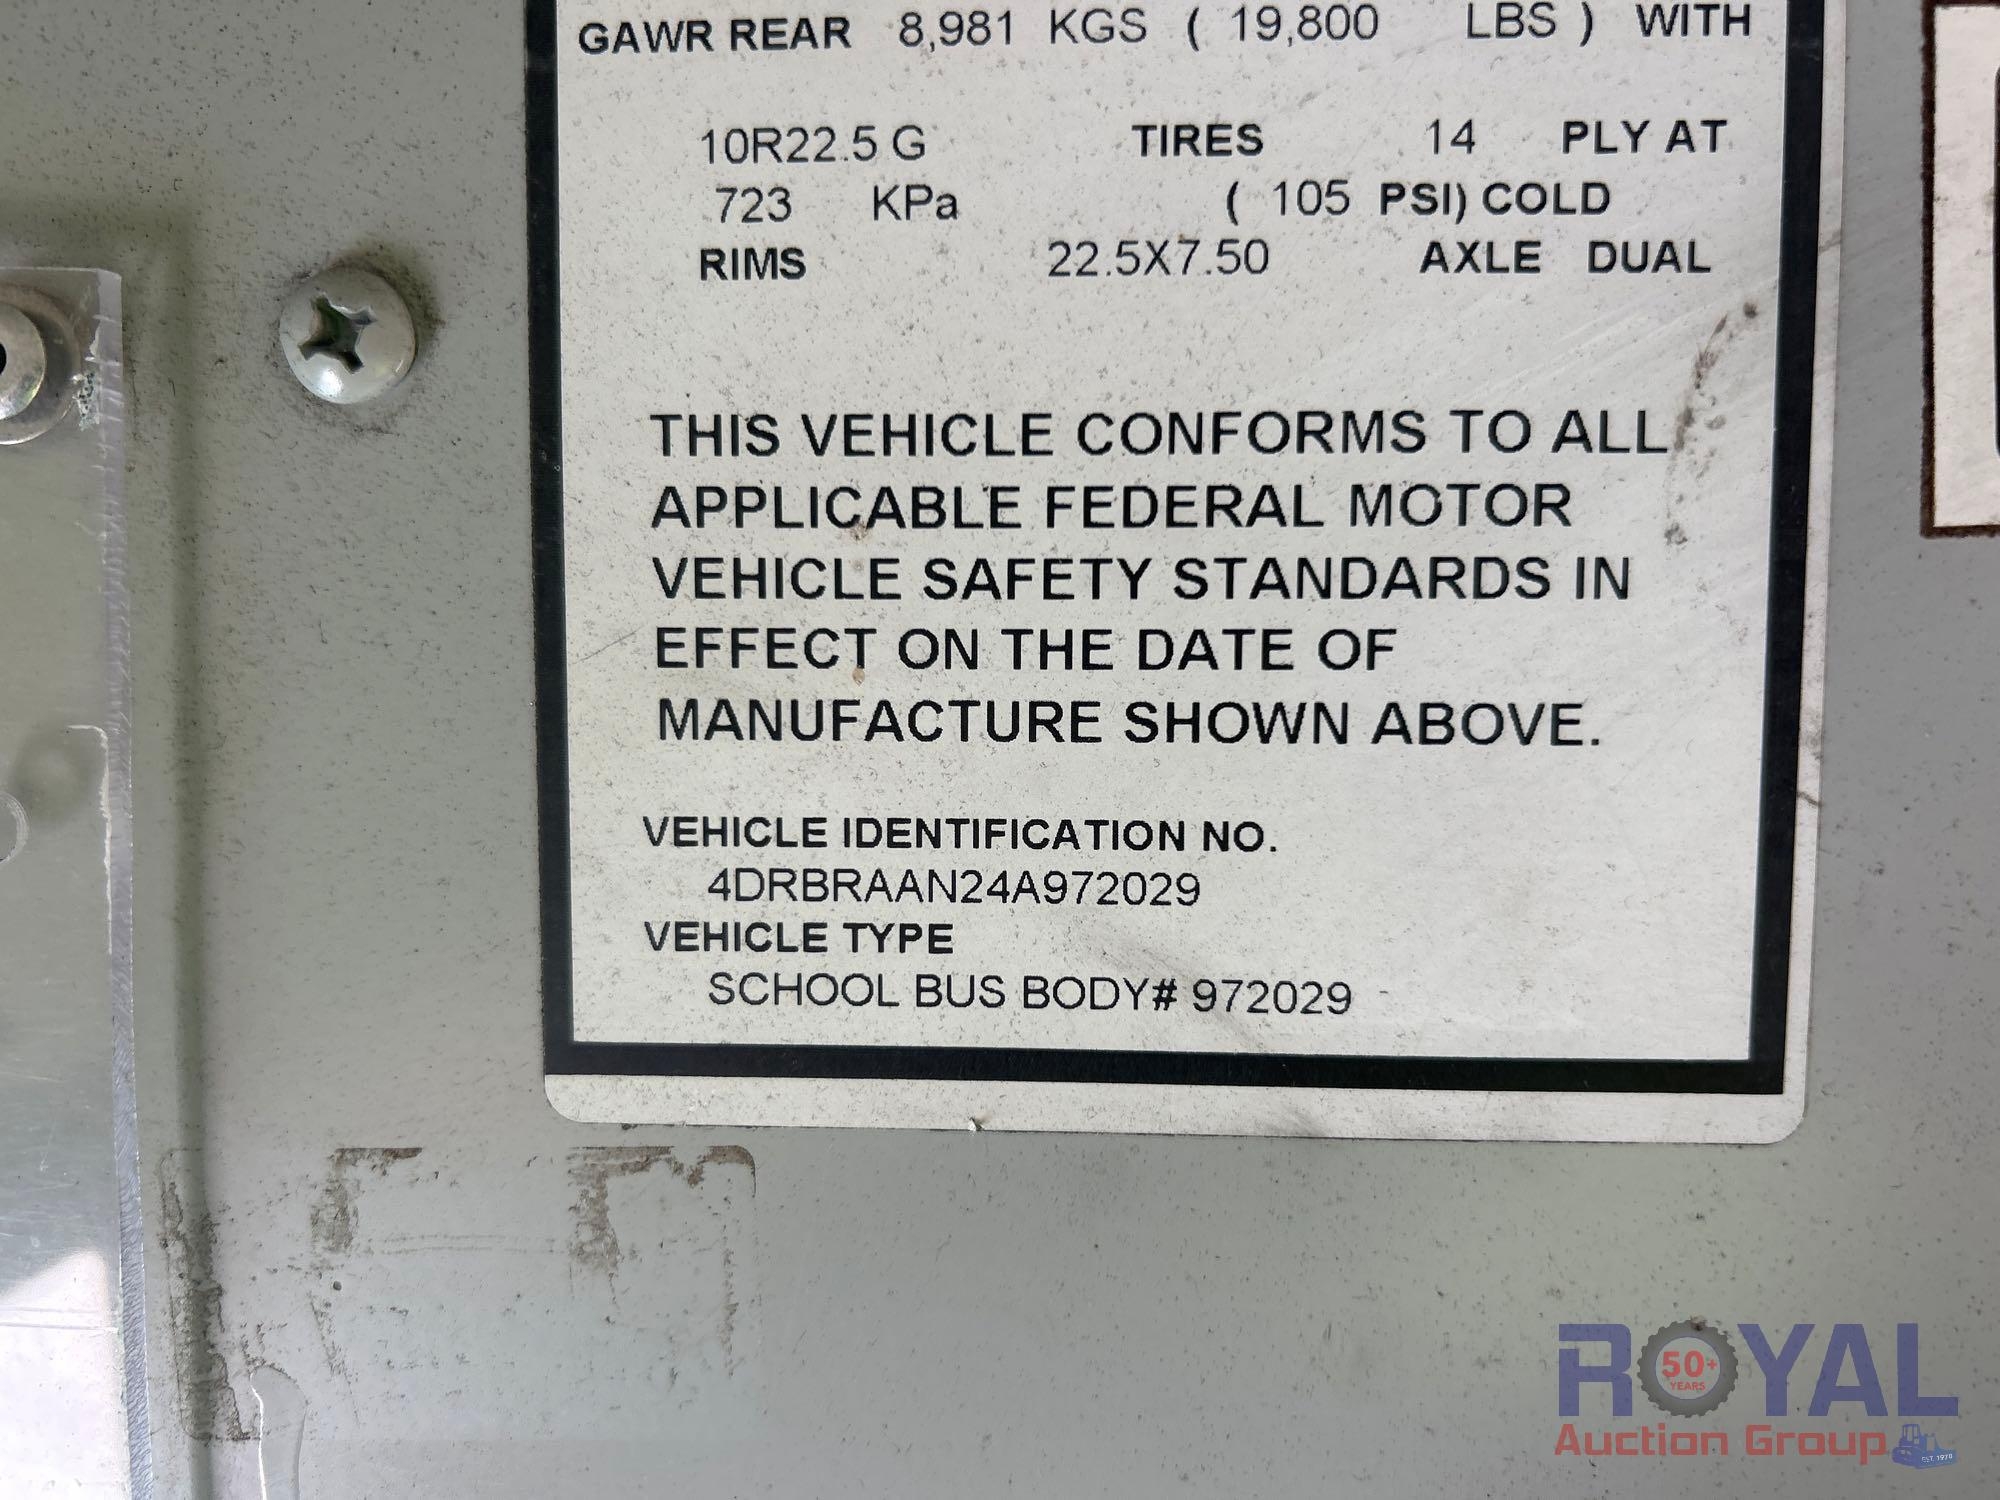 GAWR REAR 8,981 KGS ( 19,800 LBS ) WITH
10R22.5 G TIRES 14 PLY AT
723 KPa ( 105 PSI) COLD
RIMS 22.5X7.50 AXLE DUAL
THIS VEHICLE CONFORMS TO ALL
APPLICABLE FEDERAL MOTOR
VEHICLE SAFETY STANDARDS IN
EFFECT ON THE DATE OF
MANUFACTURE SHOWN ABOVE.
VEHICLE IDENTIFICATION NO.
4DRBRAAN24A972029
VEHICLE TYPE
SCHOOL BUS BODY# 972029
ROYAL
50+
YEARS
Auction Group
EST. 1970